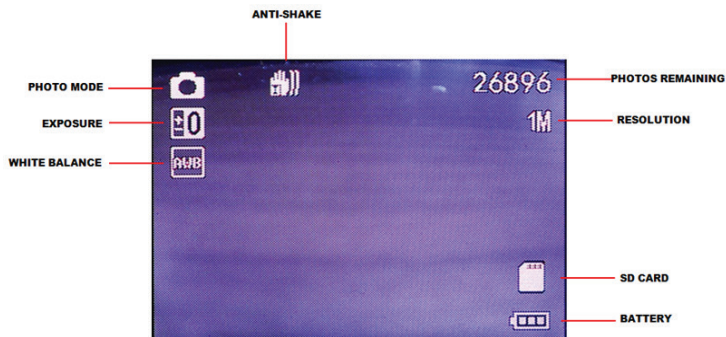 ANTI-SHAKE
PHOTO MODE
26896
PHOTOS REMAINING
EXPOSURE
±0
1M
RESOLUTION
WHITE BALANCE
AWB
SD CARD
BATTERY